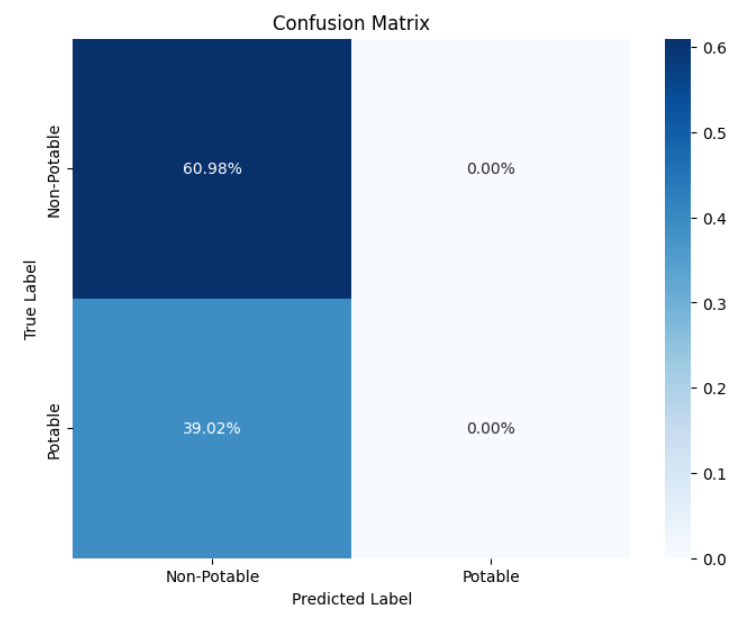 Confusion Matrix
Non-Potable
60.98%
0.00%
True Label
Potable
39.02%
0.00%
Non-Potable
Potable
Predicted Label
0.6
0.5
0.4
0.3
0.2
0.1
0.0